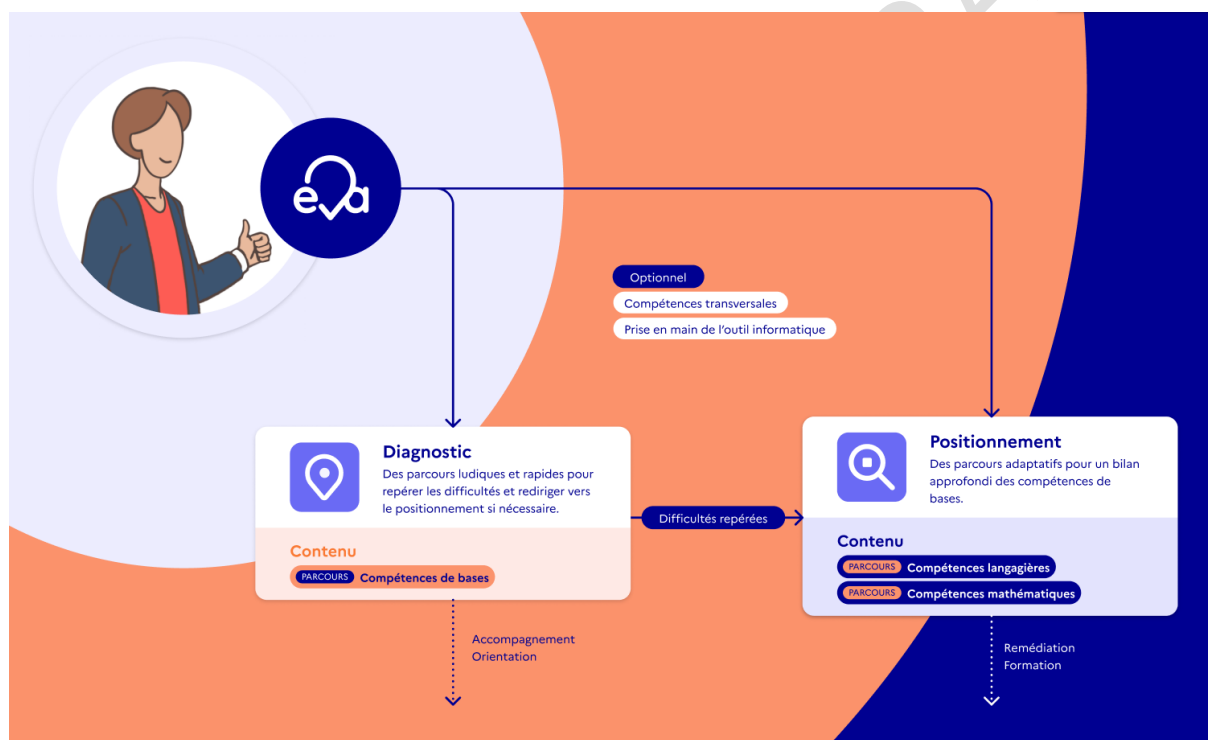 eva
Optionnel
Compétences transversales
Prise en main de l'outil informatique
Diagnostic
Des parcours ludiques et rapides pour
repérer les difficultés et rediriger vers
le positionnement si nécessaire.
Contenu
PARCOURS Compétences de bases
Difficultés repérées
Positionnement
Des parcours adaptatifs pour un bilan
approfondi des compétences de
bases.
Contenu
PARCOURS Compétences langagières
PARCOURS Compétences mathématiques
Accompagnement
Orientation
Remédiation
Formation